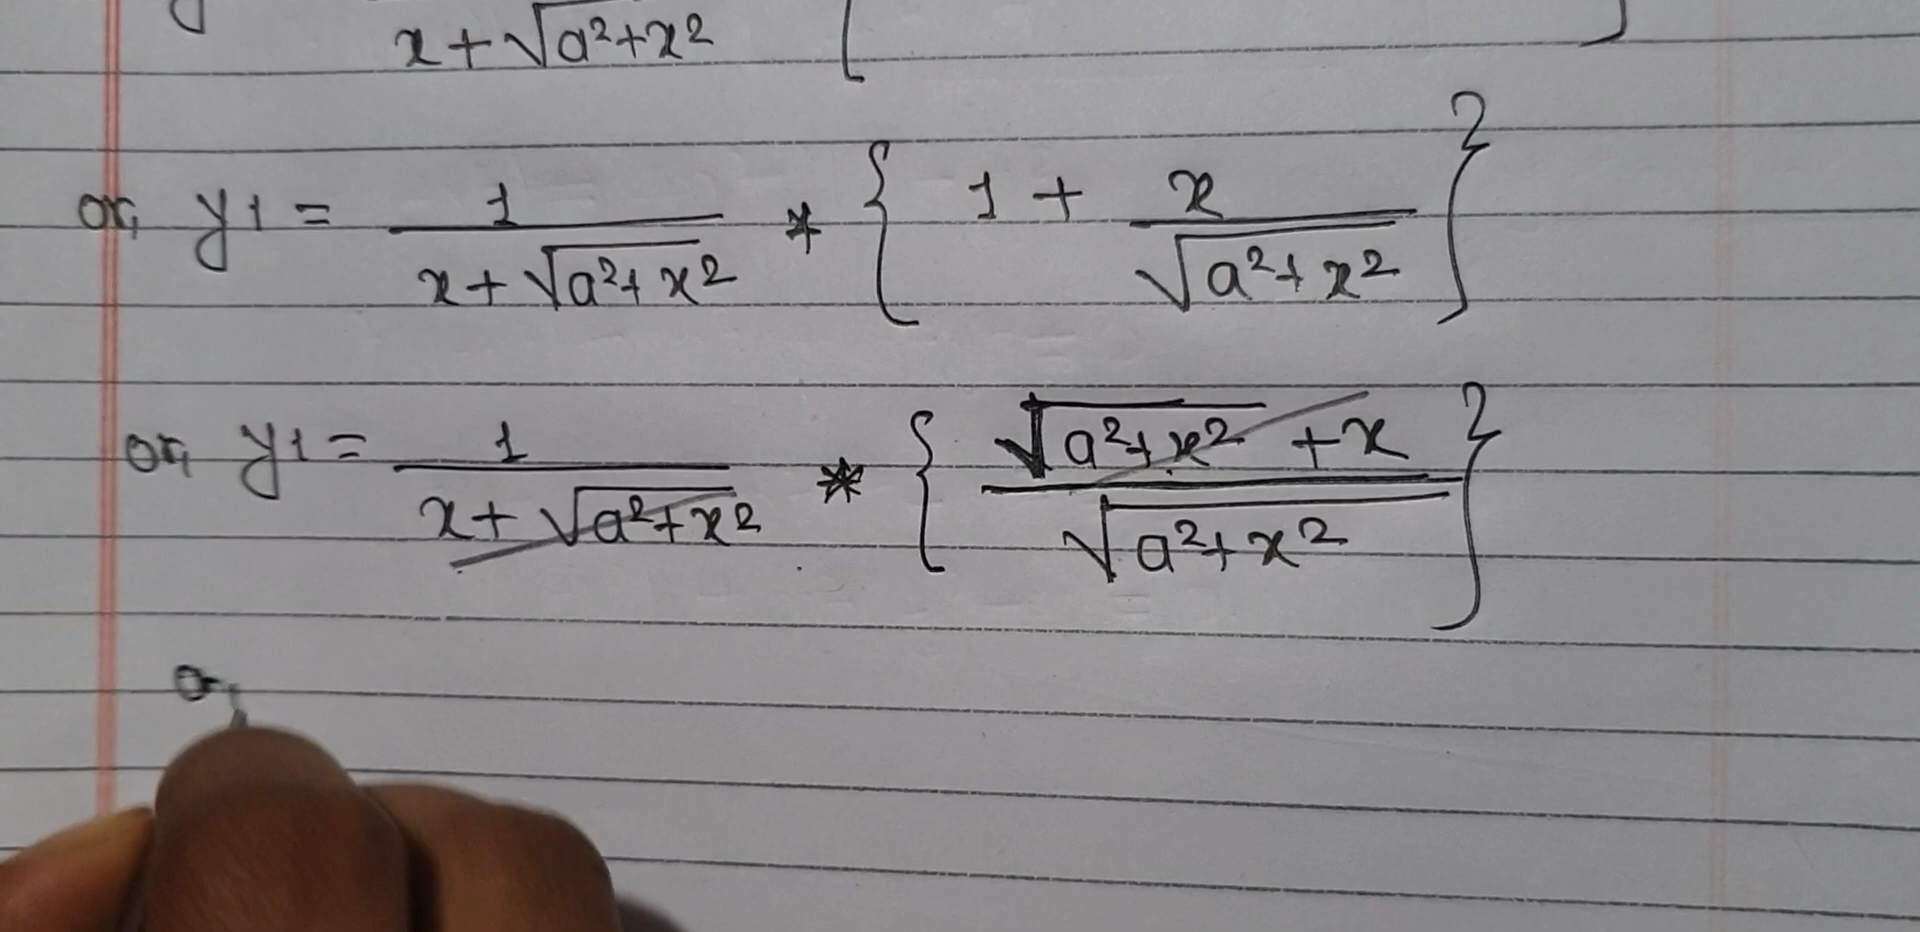 x + √a²+x² [ ]
or, y1 = 1 / x + √a²+x² * { 1 + x / √a²+x² }
or, y1 = 1 / x + √a²+x² * { √a²+x² + x / √a²+x² }
or,